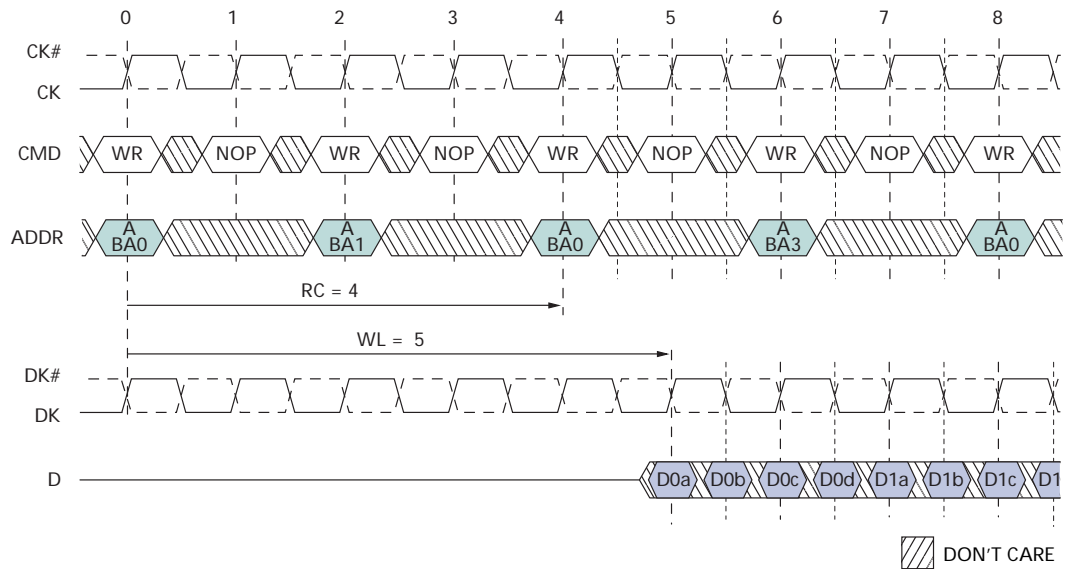 0 1 2 3 4 5 6 7 8
CK#
CK
CMD WR NOP WR NOP WR NOP WR NOP WR
ADDR
A A A A A
BA0 BA1 BA0 BA3 BA0
RC = 4
WL = 5
DK#
DK
D D0a D0b D0c D0d D1a D1b D1c D1
DON'T CARE